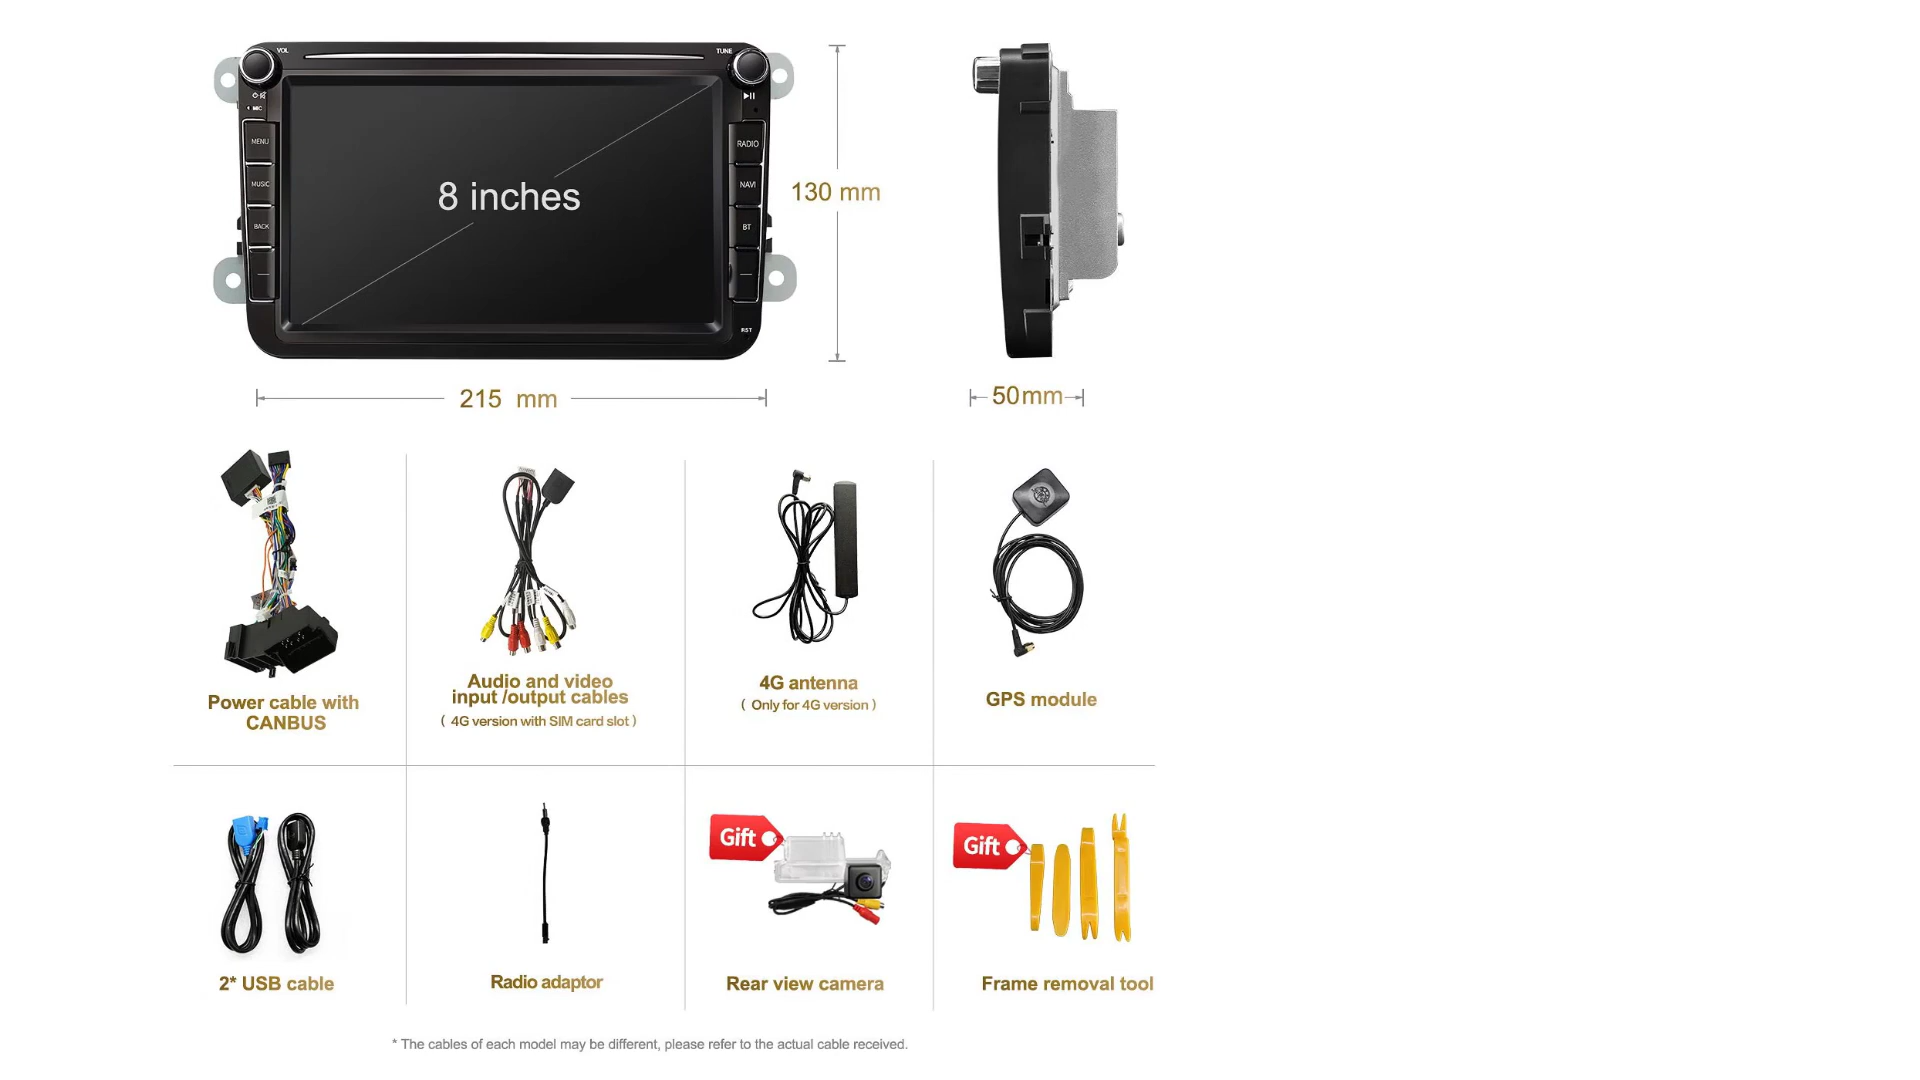 VOL
TUNE
MIC
MENU
RADIO
MUSIC
NAVI
8 inches
130 mm
BACK
BT
RST
215 mm
50mm
Power cable with
CANBUS
Audio and video
input /output cables
( 4G version with SIM card slot )
4G antenna
( Only for 4G version )
GPS module
Gift
Gift
2* USB cable
Radio adaptor
Rear view camera
Frame removal tool
* The cables of each model may be different, please refer to the actual cable received.